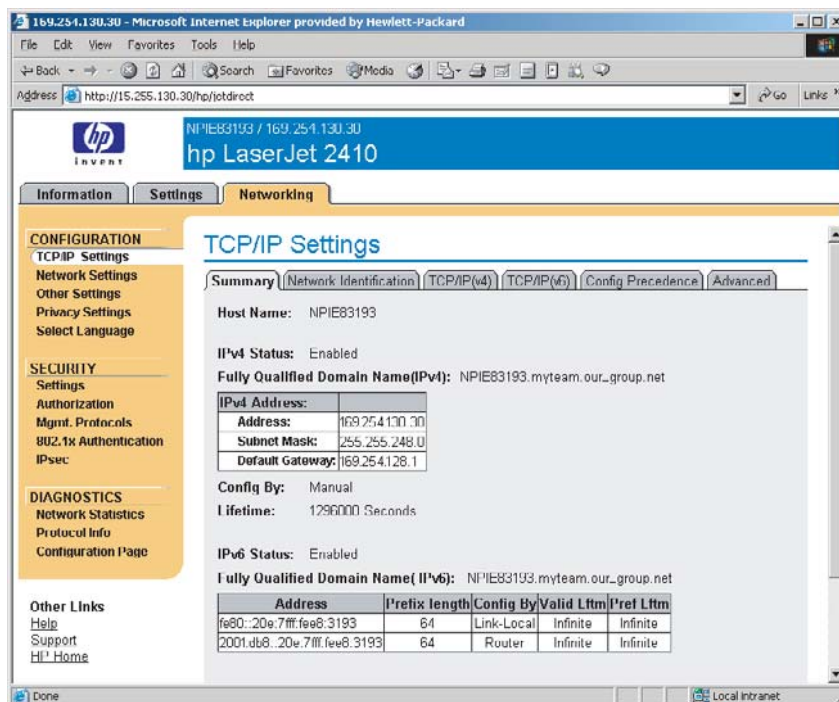 169.254.130.30 - Microsoft Internet Explorer provided by Hewlett-Packard
File Edit View Favorites Tools Help
Back Search Favorites Media
Address http://15.255.130.30/hp/jetdirect Go Links »
hp
invent
NPIE83193 / 169.254.130.30
hp LaserJet 2410
Information Settings Networking
CONFIGURATION
TCP/IP Settings
Network Settings
Other Settings
Privacy Settings
Select Language
SECURITY
Settings
Authorization
Mgmt. Protocols
802.1x Authentication
IPsec
DIAGNOSTICS
Network Statistics
Protocol Info
Configuration Page
Other Links
Help
Support
HP Home
TCP/IP Settings
Summary Network Identification TCP/IP(v4) TCP/IP(v6) Config Precedence Advanced
Host Name: NPIE83193
IPv4 Status: Enabled
Fully Qualified Domain Name(IPv4): NPIE83193.myteam.our_group.net
IPv4 Address:
Address: 169.254.130.30
Subnet Mask: 255.255.248.0
Default Gateway: 169.254.128.1
Config By: Manual
Lifetime: 1296000 Seconds
IPv6 Status: Enabled
Fully Qualified Domain Name( IPv6): NPIE83193.myteam.our_group.net
Address Prefix length Config By Valid Lftm Pref Lftm
fe80::20e:7fff:fee8:3193 64 Link-Local Infinite Infinite
2001:db8::20e:7fff:fee8:3193 64 Router Infinite Infinite
Done Local intranet